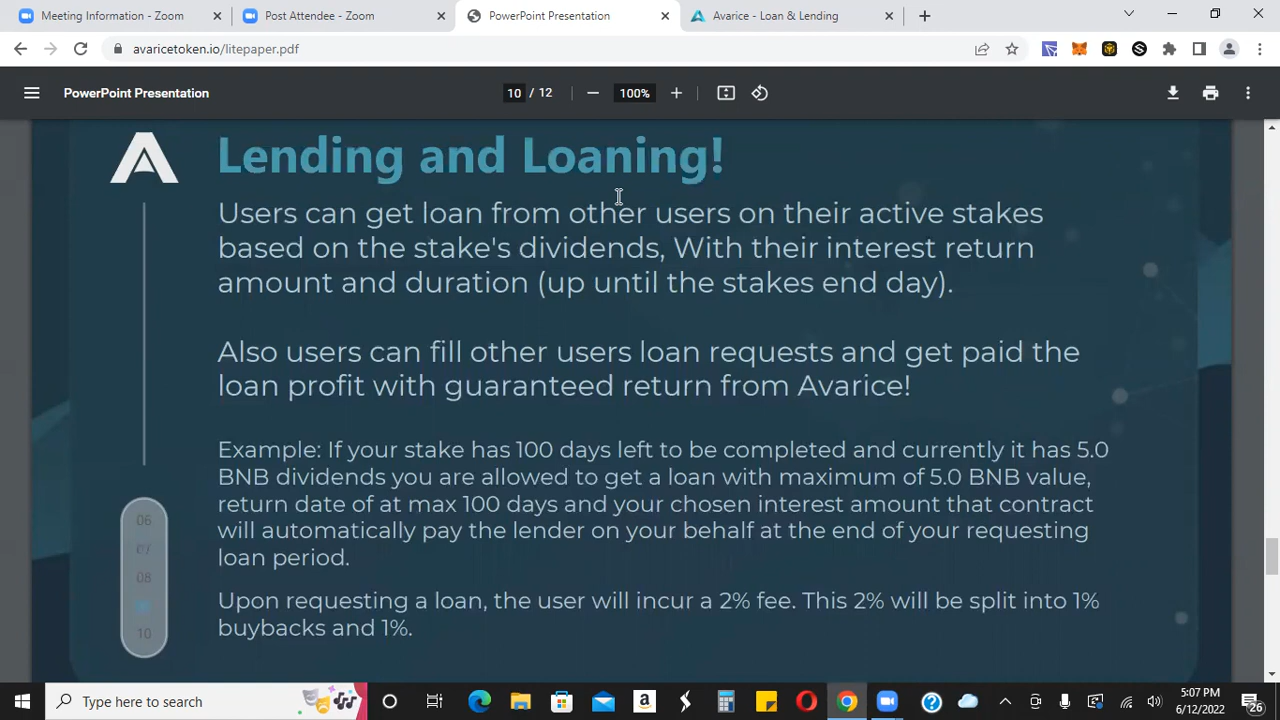 Meeting Information - Zoom
Post Attendee - Zoom
PowerPoint Presentation
Avarice - Loan & Lending
avaricetoken.io/litepaper.pdf
PowerPoint Presentation
10 / 12
100%
Lending and Loaning!
Users can get loan from other users on their active stakes
based on the stake's dividends, With their interest return
amount and duration (up until the stakes end day).
Also users can fill other users loan requests and get paid the
loan profit with guaranteed return from Avarice!
Example: If your stake has 100 days left to be completed and currently it has 5.0
BNB dividends you are allowed to get a loan with maximum of 5.0 BNB value,
return date of at max 100 days and your chosen interest amount that contract
will automatically pay the lender on your behalf at the end of your requesting
loan period.
Upon requesting a loan, the user will incur a 2% fee. This 2% will be split into 1%
buybacks and 1%.
06
07
08
10
Type here to search
5:07 PM
6/12/2022
26